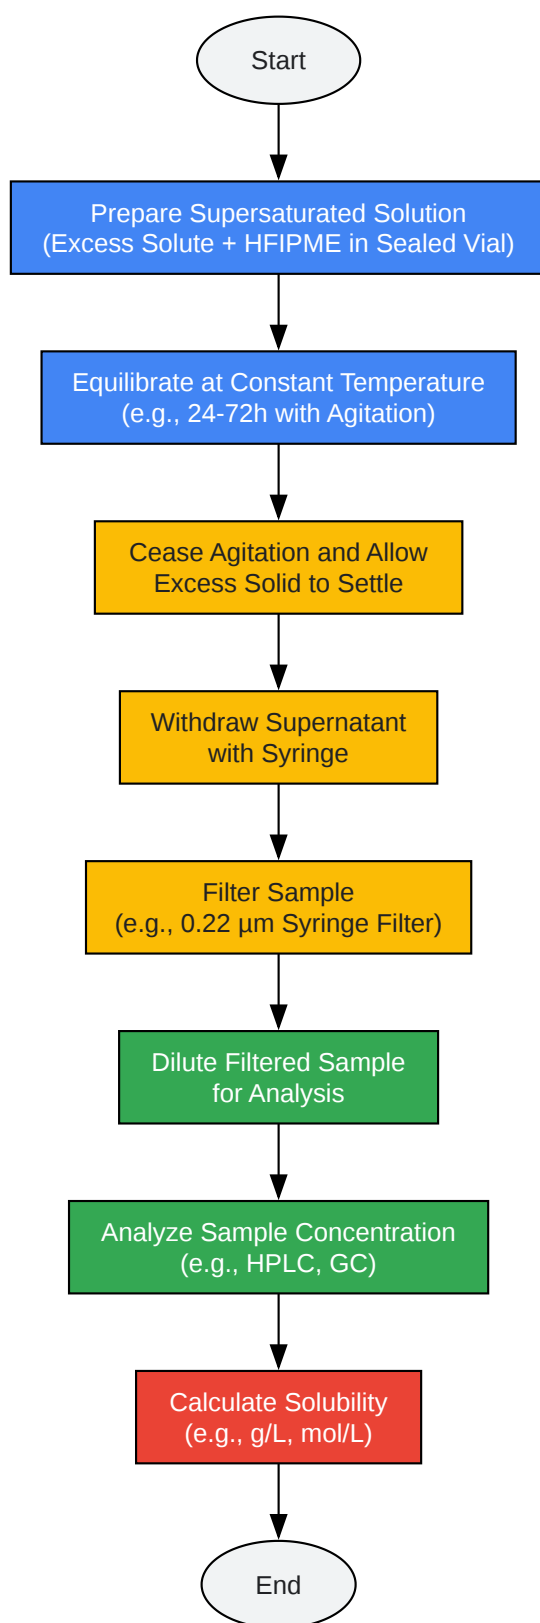 Start
Prepare Supersaturated Solution
(Excess Solute + HFIPME in Sealed Vial)
Equilibrate at Constant Temperature
(e.g., 24-72h with Agitation)
Cease Agitation and Allow
Excess Solid to Settle
Withdraw Supernatant
with Syringe
Filter Sample
(e.g., 0.22 µm Syringe Filter)
Dilute Filtered Sample
for Analysis
Analyze Sample Concentration
(e.g., HPLC, GC)
Calculate Solubility
(e.g., g/L, mol/L)
End